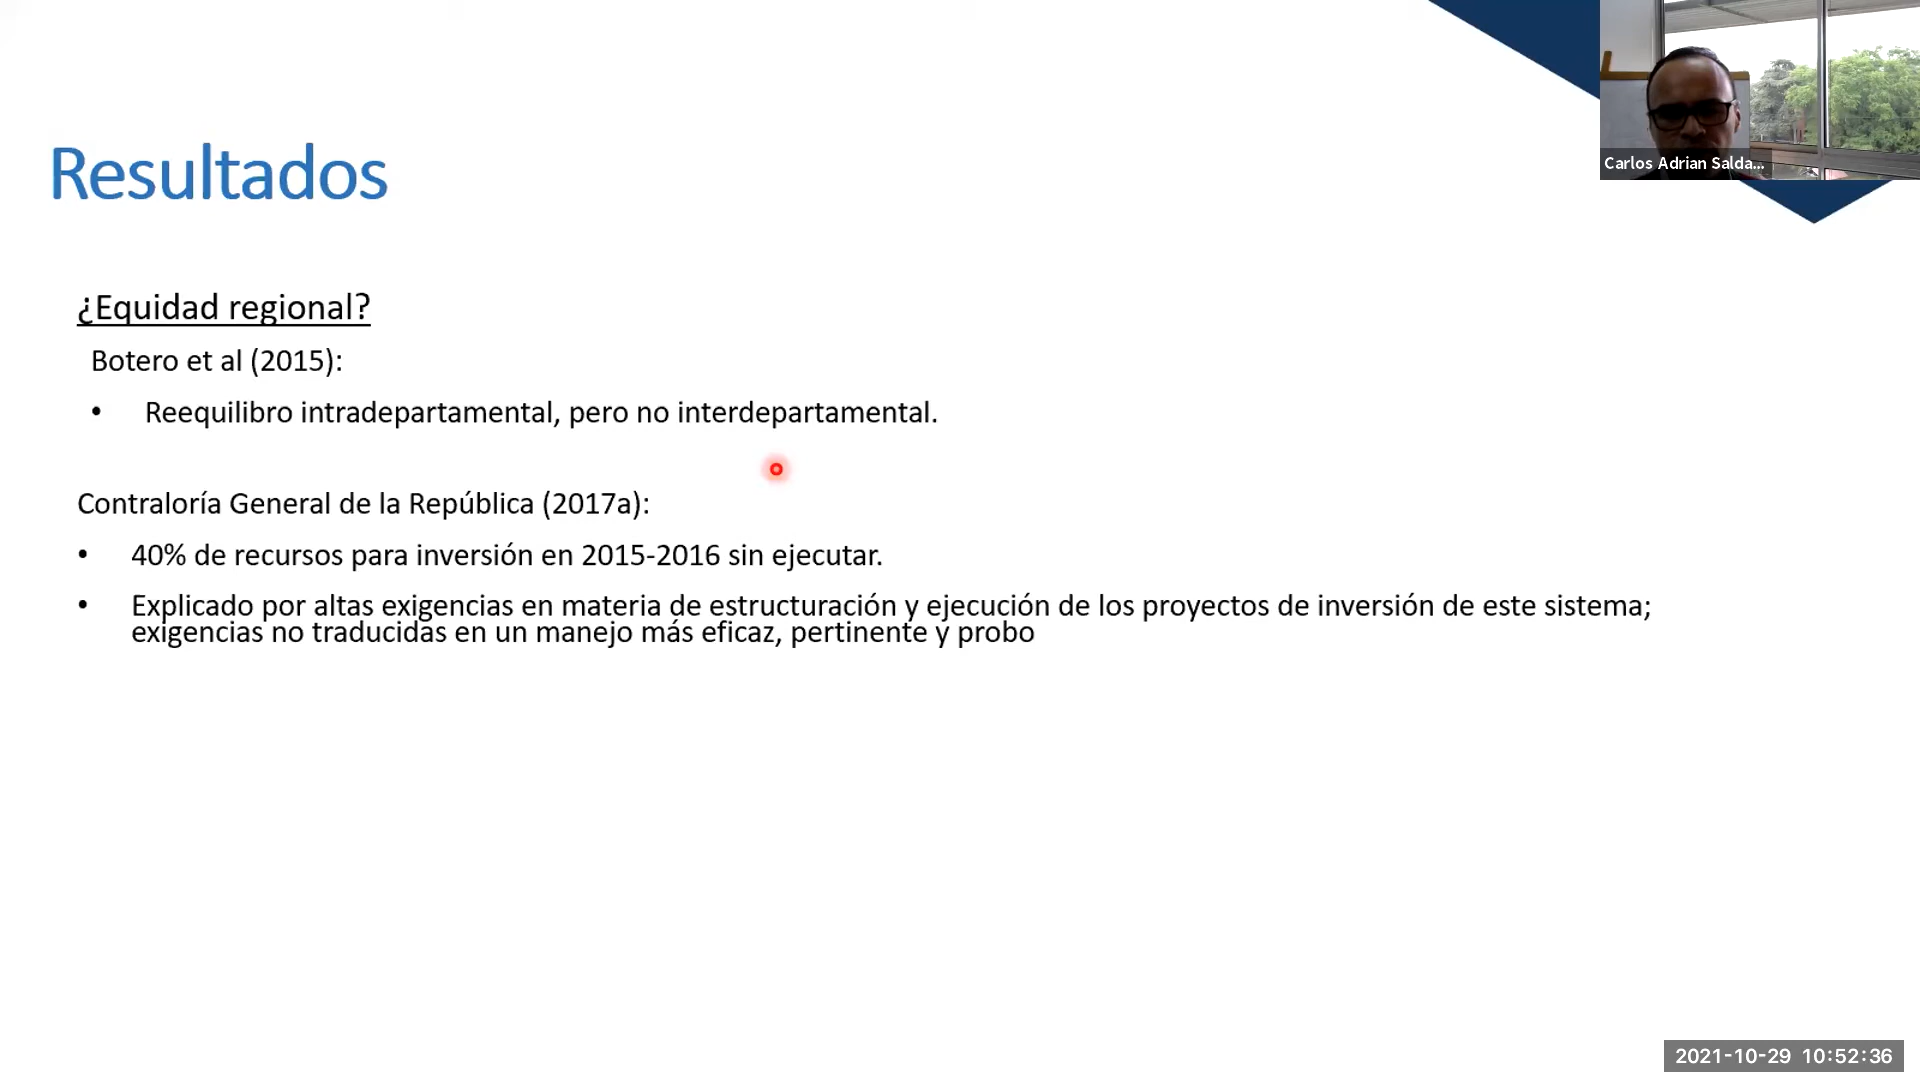 Resultados
Carlos Adrian Salda...
¿Equidad regional?
Botero et al (2015):
• Reequilibro intradepartamental, pero no interdepartamental.
Contraloría General de la República (2017a):
• 40% de recursos para inversión en 2015-2016 sin ejecutar.
• Explicado por altas exigencias en materia de estructuración y ejecución de los proyectos de inversión de este sistema;
exigencias no traducidas en un manejo más eficaz, pertinente y probo
2021-10-29 10:52:36